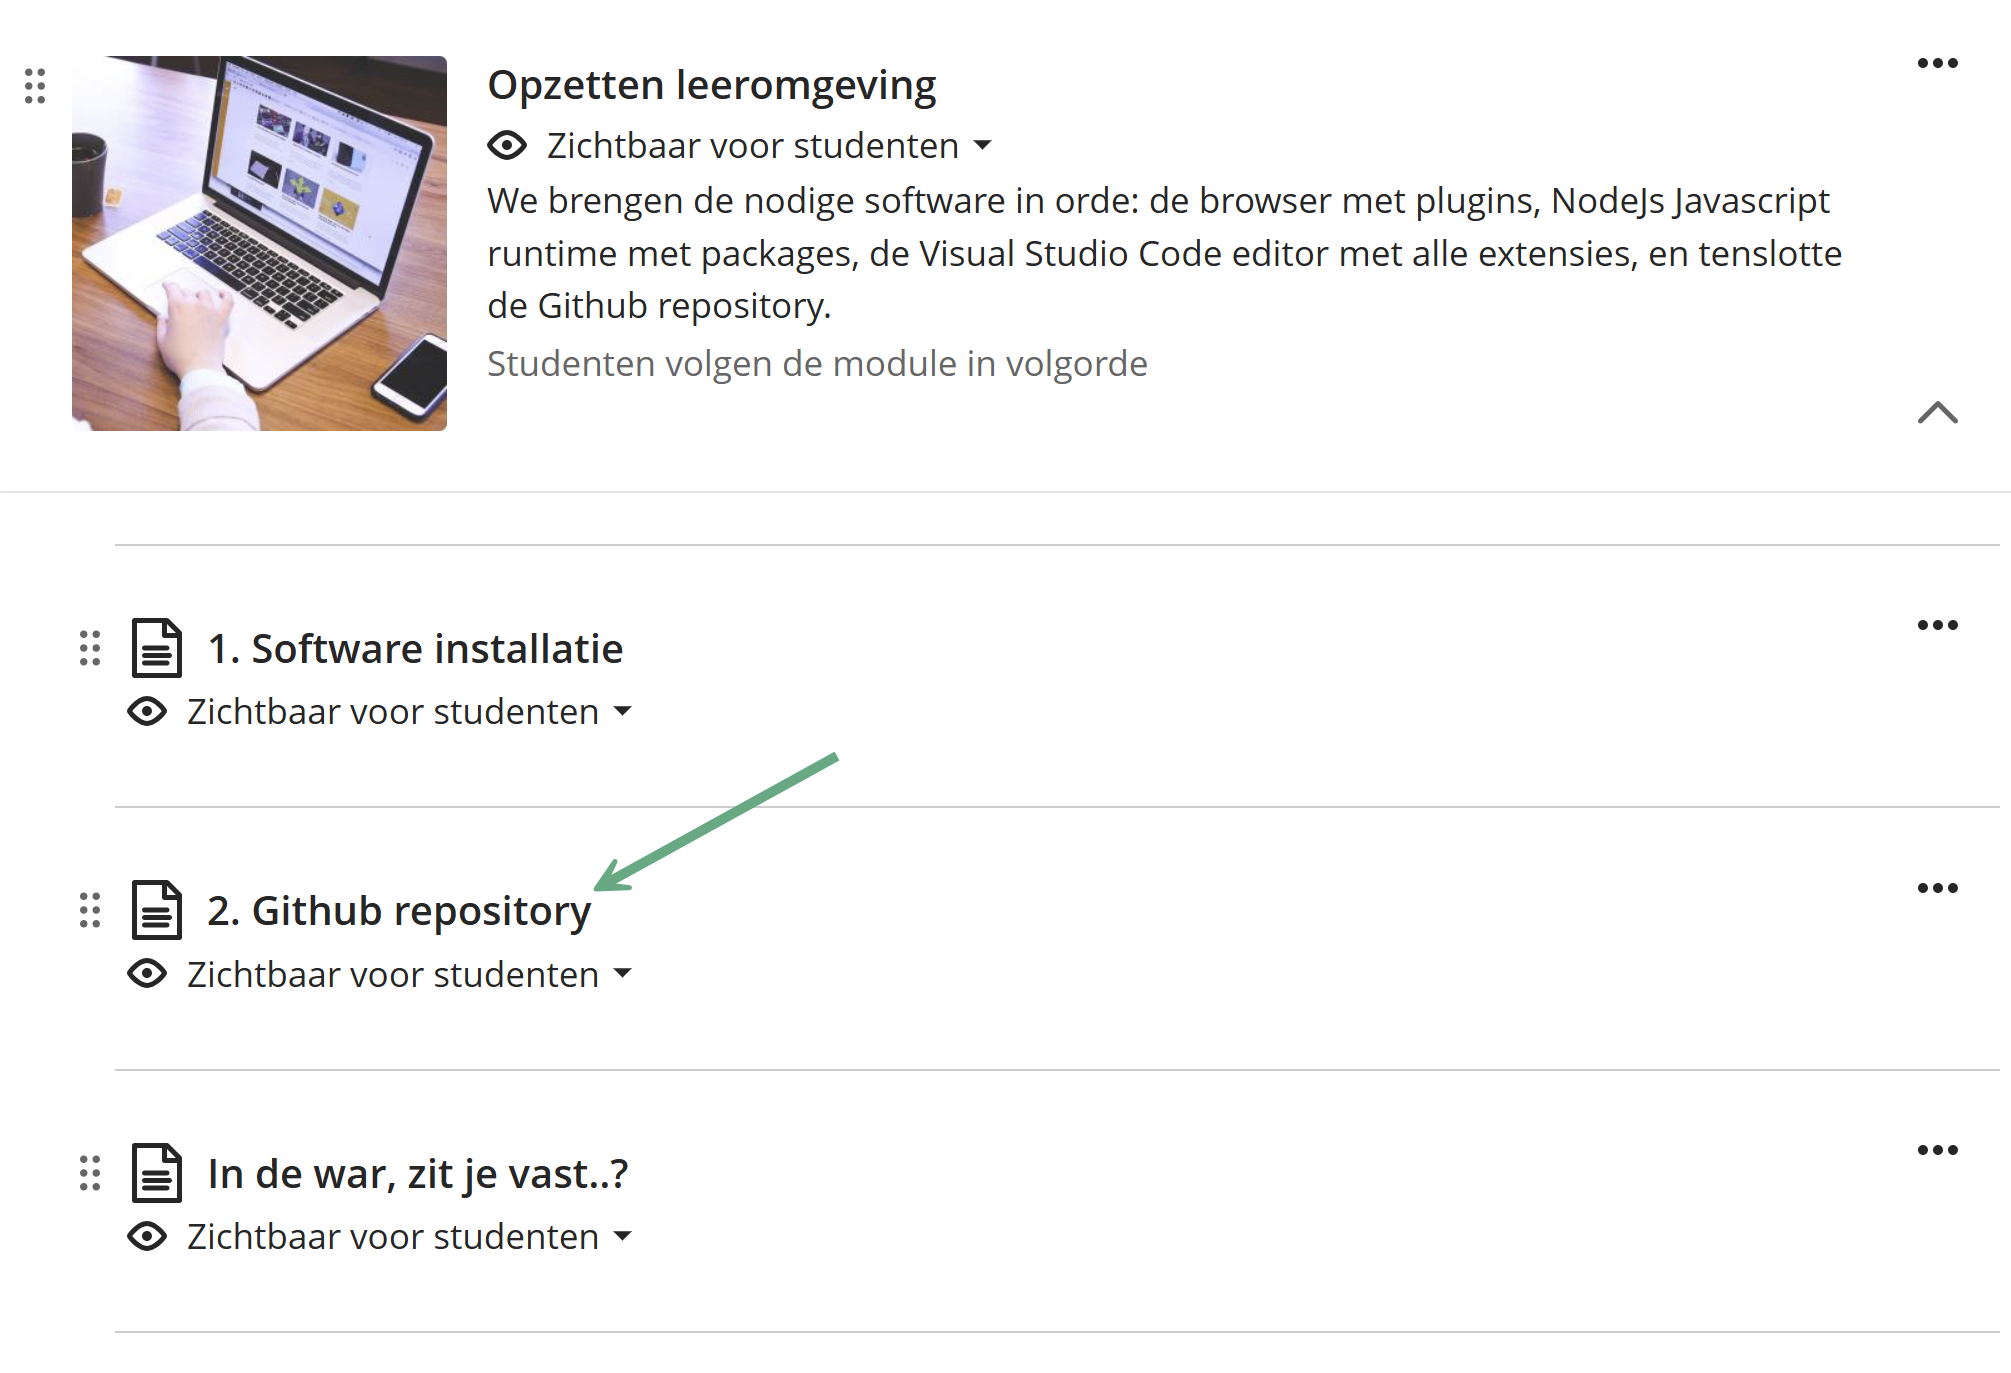 Opzetten leeromgeving
Zichtbaar voor studenten
We brengen de nodige software in orde: de browser met plugins, NodeJs Javascript
runtime met packages, de Visual Studio Code editor met alle extensies, en tenslotte
de Github repository.
Studenten volgen de module in volgorde
1. Software installatie
Zichtbaar voor studenten
2. Github repository
Zichtbaar voor studenten
In de war, zit je vast..?
Zichtbaar voor studenten